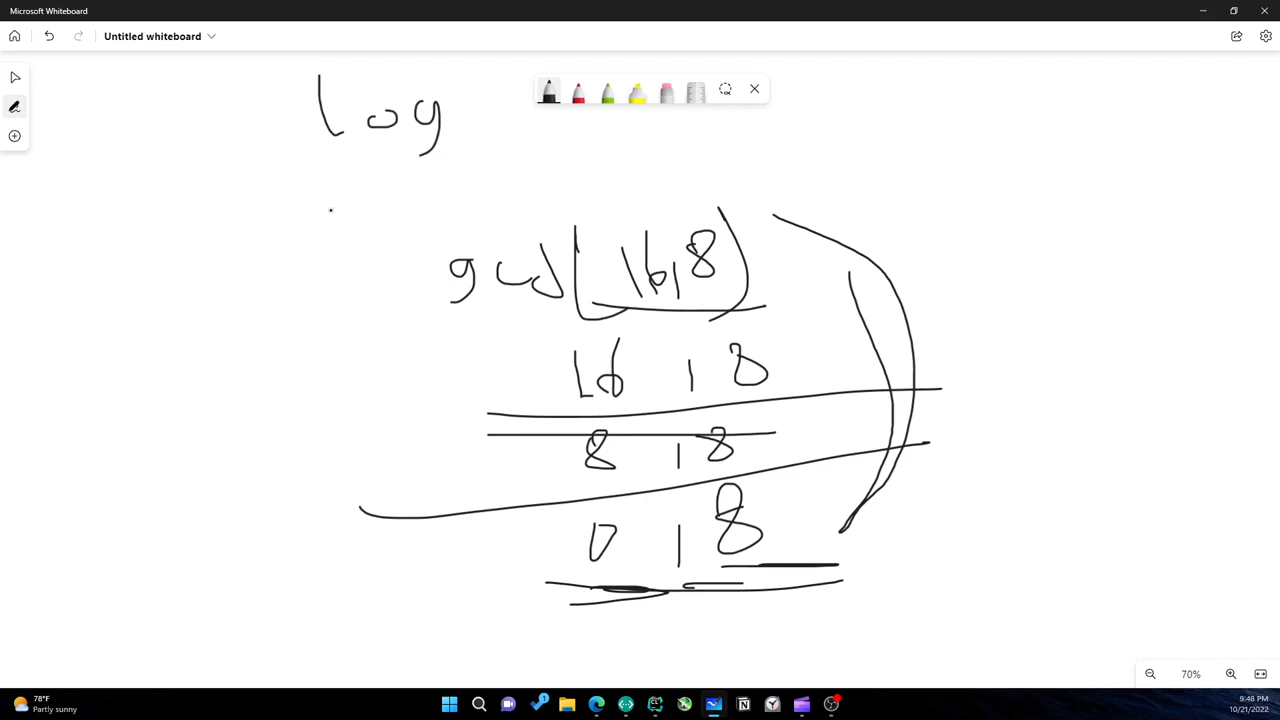 Microsoft Whiteboard
Untitled whiteboard
log
gcd(16,8)
16, 8
8, 8
0, 8
70%
78°F
Partly sunny
9:48 PM
10/21/2022